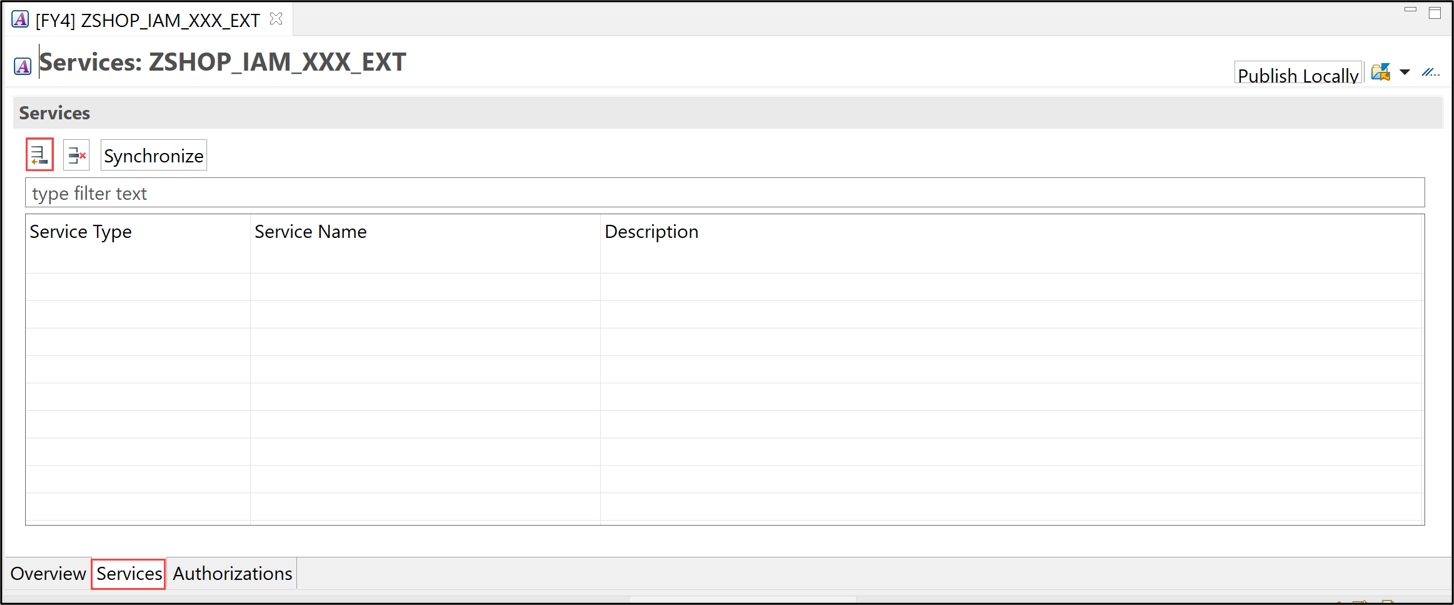 [FY4] ZSHOP_IAM_XXX_EXT
Services: ZSHOP_IAM_XXX_EXT
Publish Locally
Services
Synchronize
type filter text
Service Type Service Name Description
Overview Services Authorizations